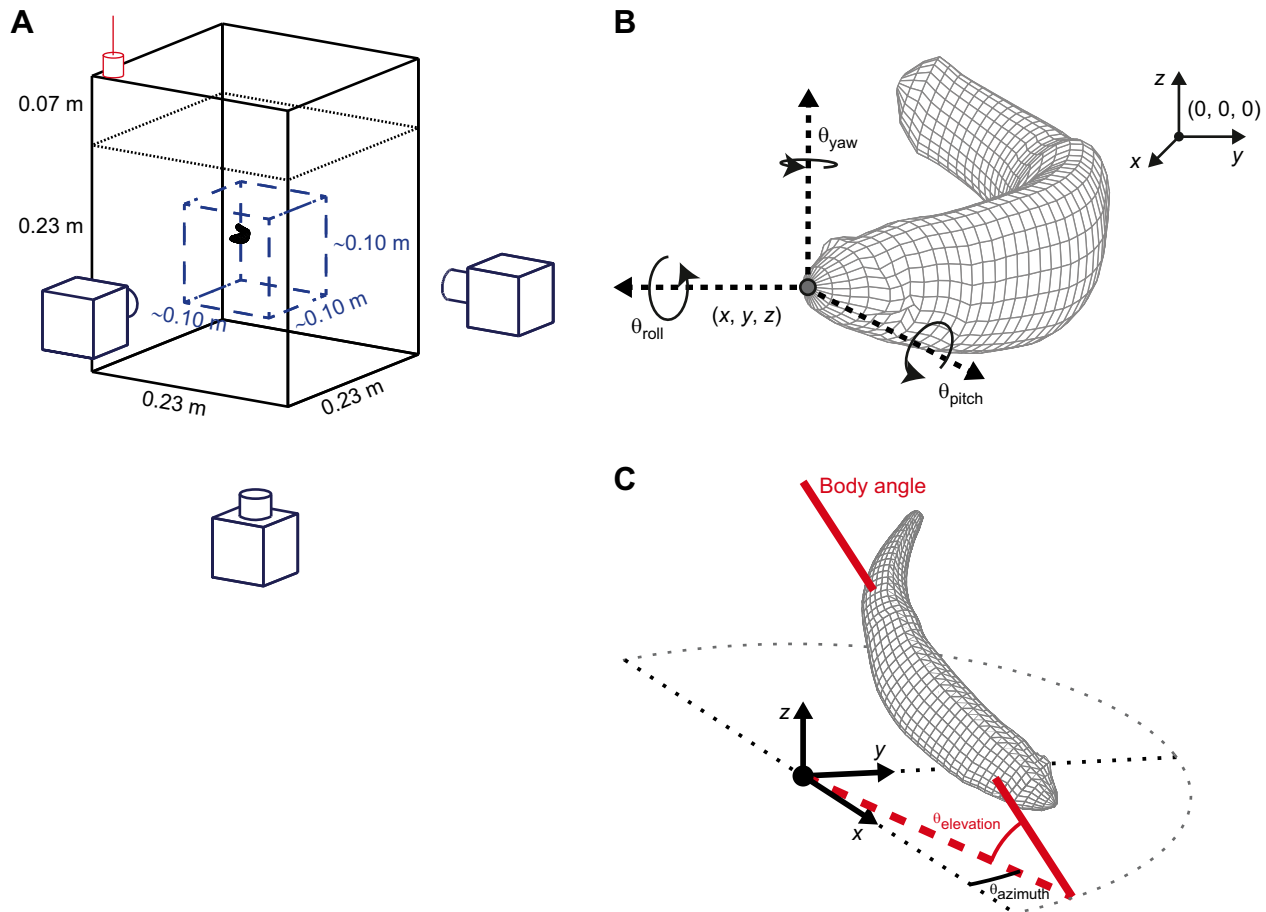 A
0.07 m
0.23 m
~0.10 m
~0.10 m
~0.10 m
0.23 m
0.23 m
B
θyaw
z
(0, 0, 0)
x
y
θroll
(x, y, z)
θpitch
C
Body angle
z
y
x
θelevation
θazimuth